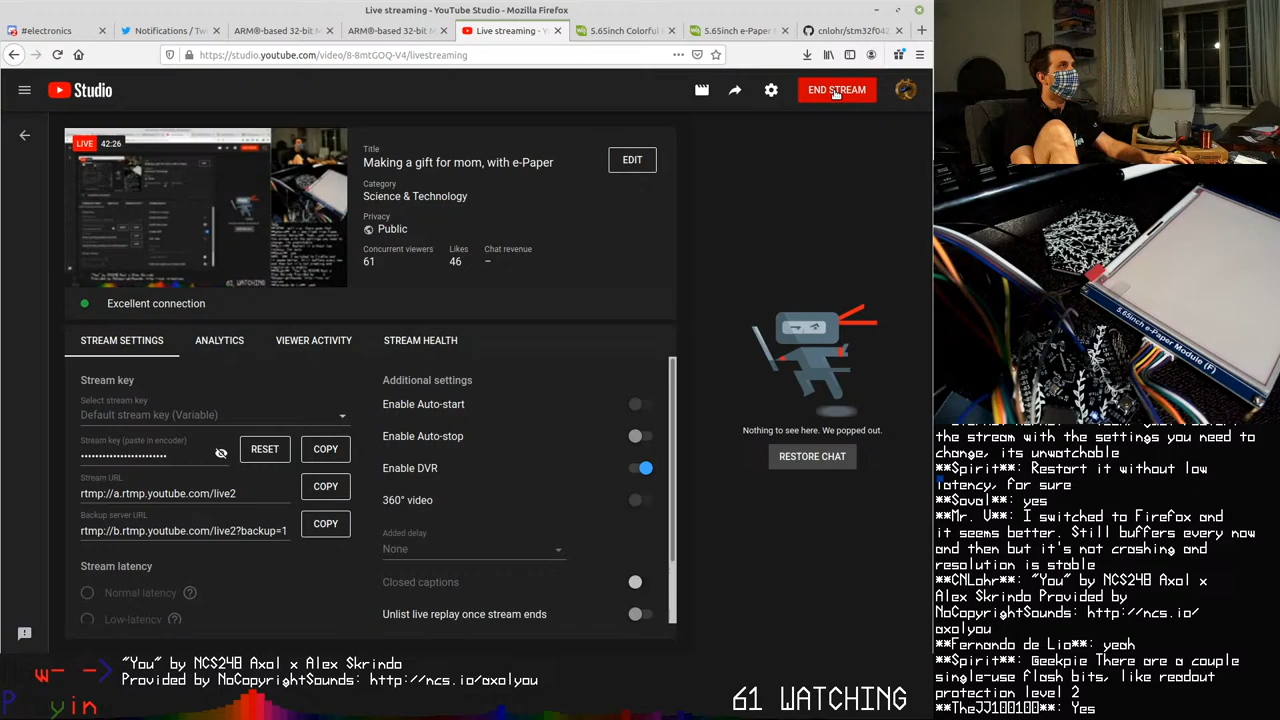 Live streaming - YouTube Studio - Mozilla Firefox
#electronics
Notifications / Tw
ARM®-based 32-bit M
ARM®-based 32-bit M
Live streaming - Yo
5.65inch Colorful
5.65inch e-Paper M
cnlohr/stm32f042
https://studio.youtube.com/video/8-8mtGOQ-V4/livestreaming
Studio
END STREAM
LIVE 42:26
Title
Making a gift for mom, with e-Paper
EDIT
Category
Science & Technology
Privacy
Public
Concurrent viewers
Likes
Chat revenue
61
46
–
Excellent connection
STREAM SETTINGS
ANALYTICS
VIEWER ACTIVITY
STREAM HEALTH
Stream key
Select stream key
Default stream key (Variable)
Stream key (paste in encoder)
RESET
COPY
Stream URL
rtmp://a.rtmp.youtube.com/live2
COPY
Backup server URL
rtmp://b.rtmp.youtube.com/live2?backup=1
COPY
Stream latency
Normal latency
Low-latency
Additional settings
Enable Auto-start
Enable Auto-stop
Enable DVR
360° video
Added delay
None
Closed captions
Unlist live replay once stream ends
Nothing to see here. We popped out.
RESTORE CHAT
5.65inch e-Paper Module (F)
the stream with the settings you need to
change, its unwatchable
**Spirit**: Restart it without low
latency, for sure
**Soval**: yes
**Mr. V**: I switched to Firefox and
it seems better. Still buffers every now
and then but it's not crashing and
resolution is stable
**CNLohr**: "You" by NCS248 Axol x
Alex Skrindo Provided by
NoCopyrightSounds: http://ncs.io/
axolyou
**Fernando de Lio**: yeah
**Spirit**: Geekpie There are a couple
single-use flash bits, like readout
protection level 2
**TheJJ100100**: Yes
"You" by NCS248 Axol x Alex Skrindo
Provided by NoCopyrightSounds: http://ncs.io/axolyou
61 WATCHING